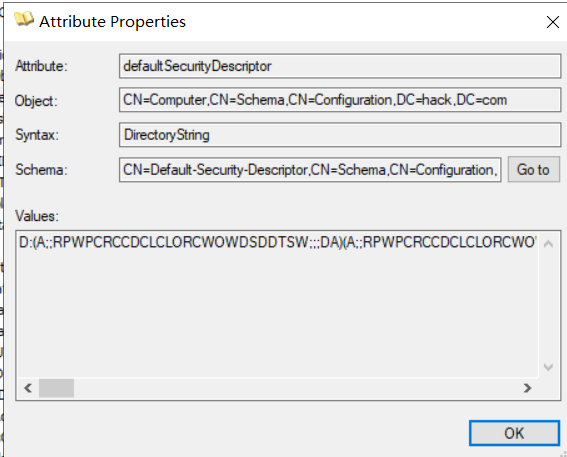 Attribute Properties
Attribute: defaultSecurityDescriptor
Object: CN=Computer,CN=Schema,CN=Configuration,DC=hack,DC=com
Syntax: DirectoryString
Schema: CN=Default-Security-Descriptor,CN=Schema,CN=Configuration, Go to
Values:
D:(A;;RPWPCRCCDCLCLORCWOWDSDDTSW;;;DA)(A;;RPWPCRCCDCLCLORCWO
OK